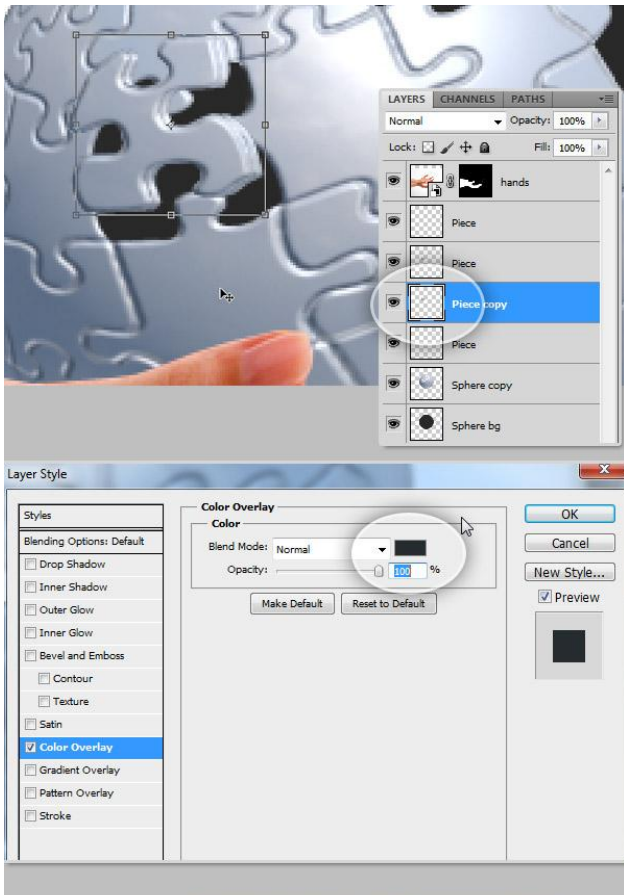 LAYERS CHANNELS PATHS
Normal Opacity: 100%
Lock: Fill: 100%
hands
Piece
Piece
Piece copy
Piece
Sphere copy
Sphere bg
Layer Style
Styles
Blending Options: Default
Drop Shadow
Inner Shadow
Outer Glow
Inner Glow
Bevel and Emboss
Contour
Texture
Satin
Color Overlay
Gradient Overlay
Pattern Overlay
Stroke
Color Overlay
Color
Blend Mode: Normal
Opacity: 100 %
Make Default Reset to Default
OK
Cancel
New Style...
Preview